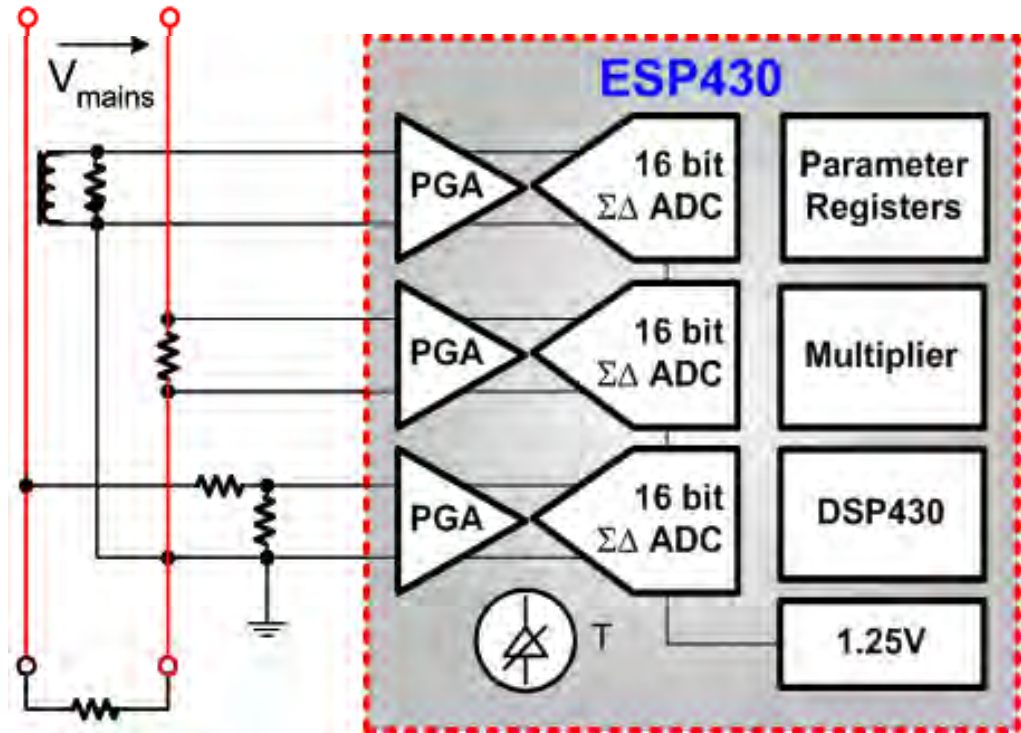 V mains
ESP430
PGA
16 bit
ΣΔ ADC
Parameter
Registers
PGA
16 bit
ΣΔ ADC
Multiplier
PGA
16 bit
ΣΔ ADC
DSP430
T
1.25V